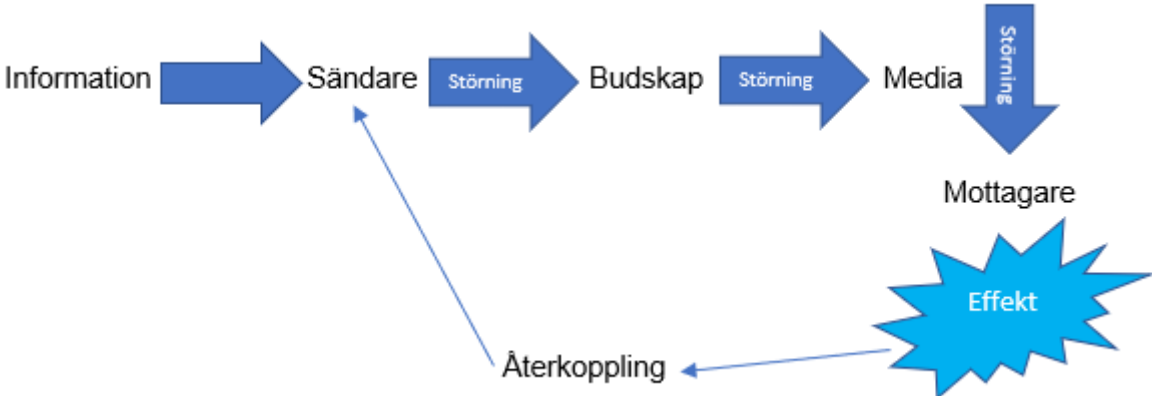 Information
Sändare
Störning
Budskap
Störning
Media
Störning
Mottagare
Effekt
Återkoppling